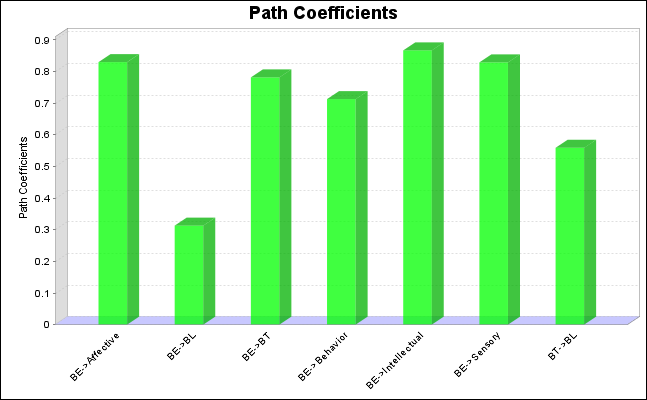 Path Coefficients
Path Coefficients
0.9
0.8
0.7
0.6
0.5
0.4
0.3
0.2
0.1
0
BE->Affective
BE->BL
BE->BT
BE->Behavior
BE->Intellectual
BE->Sensory
BT->BL